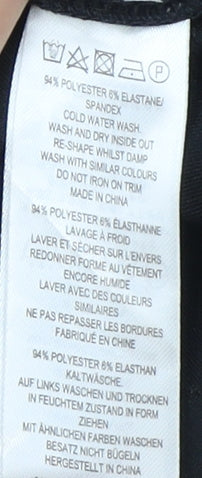 94% POLYESTER 6% ELASTANE/
SPANDEX
COLD WATER WASH
WASH AND DRY INSIDE OUT
RE-SHAPE WHILST DAMP
WASH WITH SIMILAR COLOURS
DO NOT IRON ON TRIM
MADE IN CHINA
94% POLYESTER 6% ÉLASTHANNE
LAVAGE À FROID
LAVER ET SÉCHER SUR L'ENVERS
REDONNER FORME AU VÊTEMENT
ENCORE HUMIDE
LAVER AVEC DES COULEURS
SIMILAIRES
NE PAS REPASSER LES BORDURES
FABRIQUÉ EN CHINE
94% POLYESTER 6% ELASTHAN
KALTWÄSCHE.
AUF LINKS WASCHEN UND TROCKNEN
IN FEUCHTEM ZUSTAND IN FORM
ZIEHEN
MIT ÄHNLICHEN FARBEN WASCHEN
BESATZ NICHT BÜGELN
HERGESTELLT IN CHINA